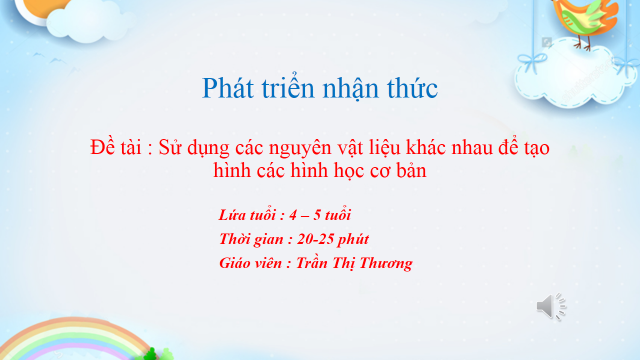 Phát triển nhận thức
Đề tài : Sử dụng các nguyên vật liệu khác nhau để tạo
hình các hình học cơ bản
Lứa tuổi : 4 – 5 tuổi
Thời gian : 20-25 phút
Giáo viên : Trần Thị Thương